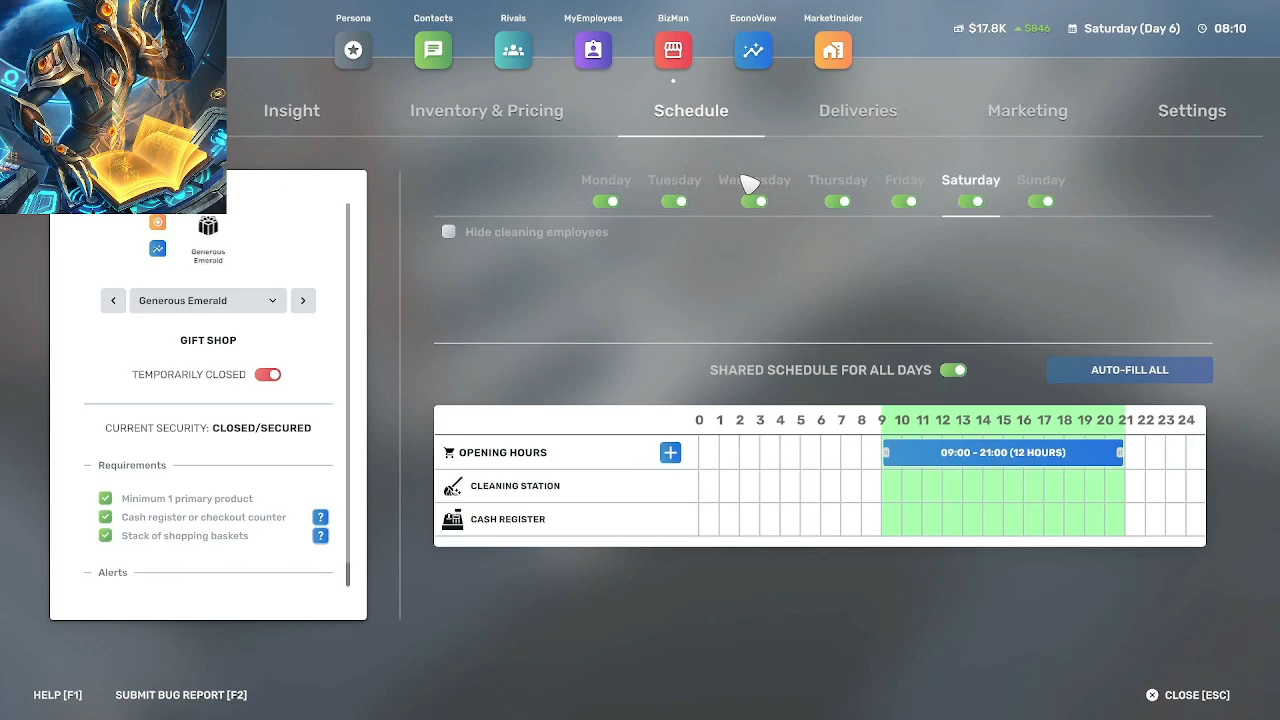 Persona
Contacts
Rivals
MyEmployees
BizMan
EconoView
MarketInsider
$17.8K
$846
Saturday (Day 6)
08:10
Insight
Inventory & Pricing
Schedule
Deliveries
Marketing
Settings
Monday
Tuesday
Wednesday
Thursday
Friday
Saturday
Sunday
Hide cleaning employees
Generous
Emerald
Generous Emerald
GIFT SHOP
TEMPORARILY CLOSED
CURRENT SECURITY: CLOSED/SECURED
Requirements
Minimum 1 primary product
Cash register or checkout counter ?
Stack of shopping baskets ?
Alerts
SHARED SCHEDULE FOR ALL DAYS
AUTO-FILL ALL
0 1 2 3 4 5 6 7 8 9 10 11 12 13 14 15 16 17 18 19 20 21 22 23 24
OPENING HOURS
09:00 - 21:00 (12 HOURS)
CLEANING STATION
CASH REGISTER
HELP [F1]
SUBMIT BUG REPORT [F2]
CLOSE [ESC]